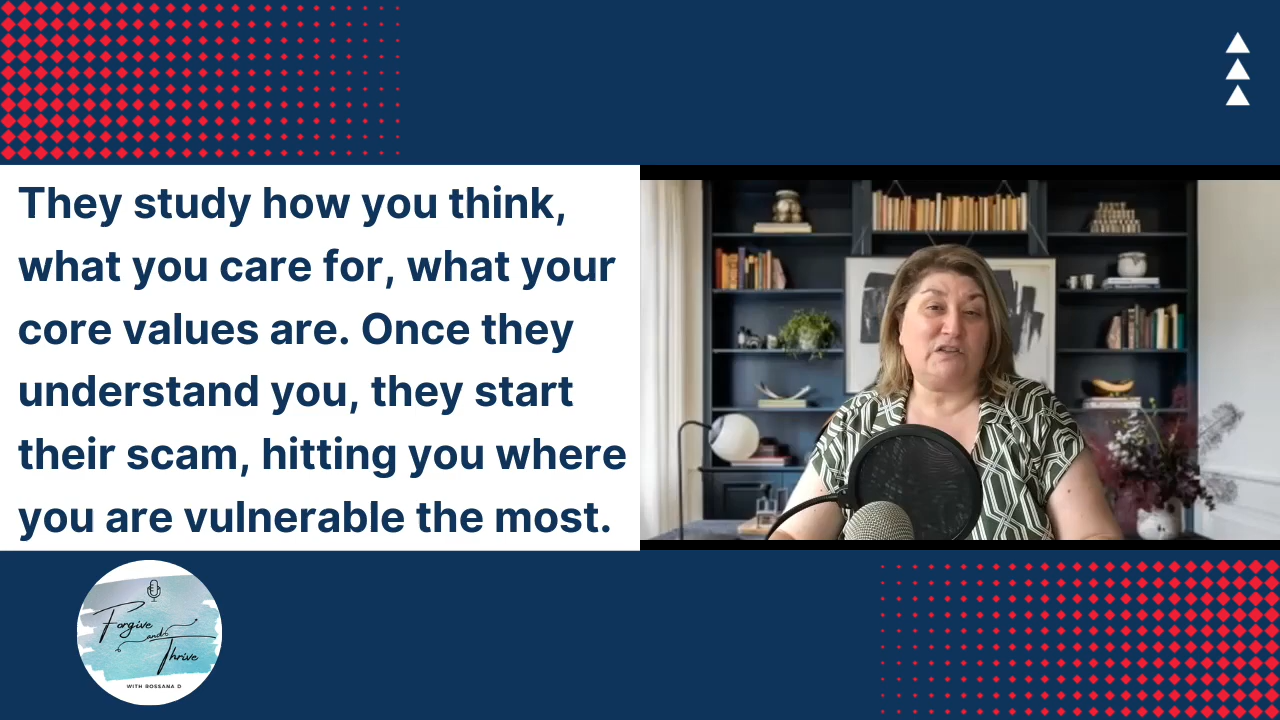 They study how you think,
what you care for, what your
core values are. Once they
understand you, they start
their scam, hitting you where
you are vulnerable the most.
Forgive
and
Thrive
WITH ROSSANA D